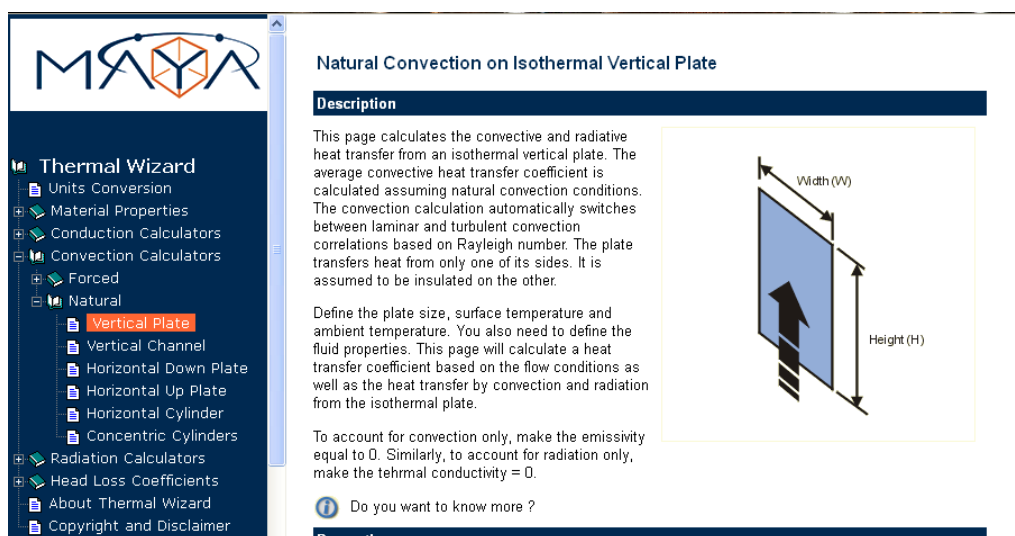 MAYA
Thermal Wizard
Units Conversion
Material Properties
Conduction Calculators
Convection Calculators
Forced
Natural
Vertical Plate
Vertical Channel
Horizontal Down Plate
Horizontal Up Plate
Horizontal Cylinder
Concentric Cylinders
Radiation Calculators
Head Loss Coefficients
About Thermal Wizard
Copyright and Disclaimer
Natural Convection on Isothermal Vertical Plate
Description
This page calculates the convective and radiative
heat transfer from an isothermal vertical plate. The
average convective heat transfer coefficient is
calculated assuming natural convection conditions.
The convection calculation automatically switches
between laminar and turbulent convection
correlations based on Rayleigh number. The plate
transfers heat from only one of its sides. It is
assumed to be insulated on the other.
Define the plate size, surface temperature and
ambient temperature. You also need to define the
fluid properties. This page will calculate a heat
transfer coefficient based on the flow conditions as
well as the heat transfer by convection and radiation
from the isothermal plate.
To account for convection only, make the emissivity
equal to 0. Similarly, to account for radiation only,
make the tehrmal conductivity = 0.
Do you want to know more ?
Width (W)
Height (H)